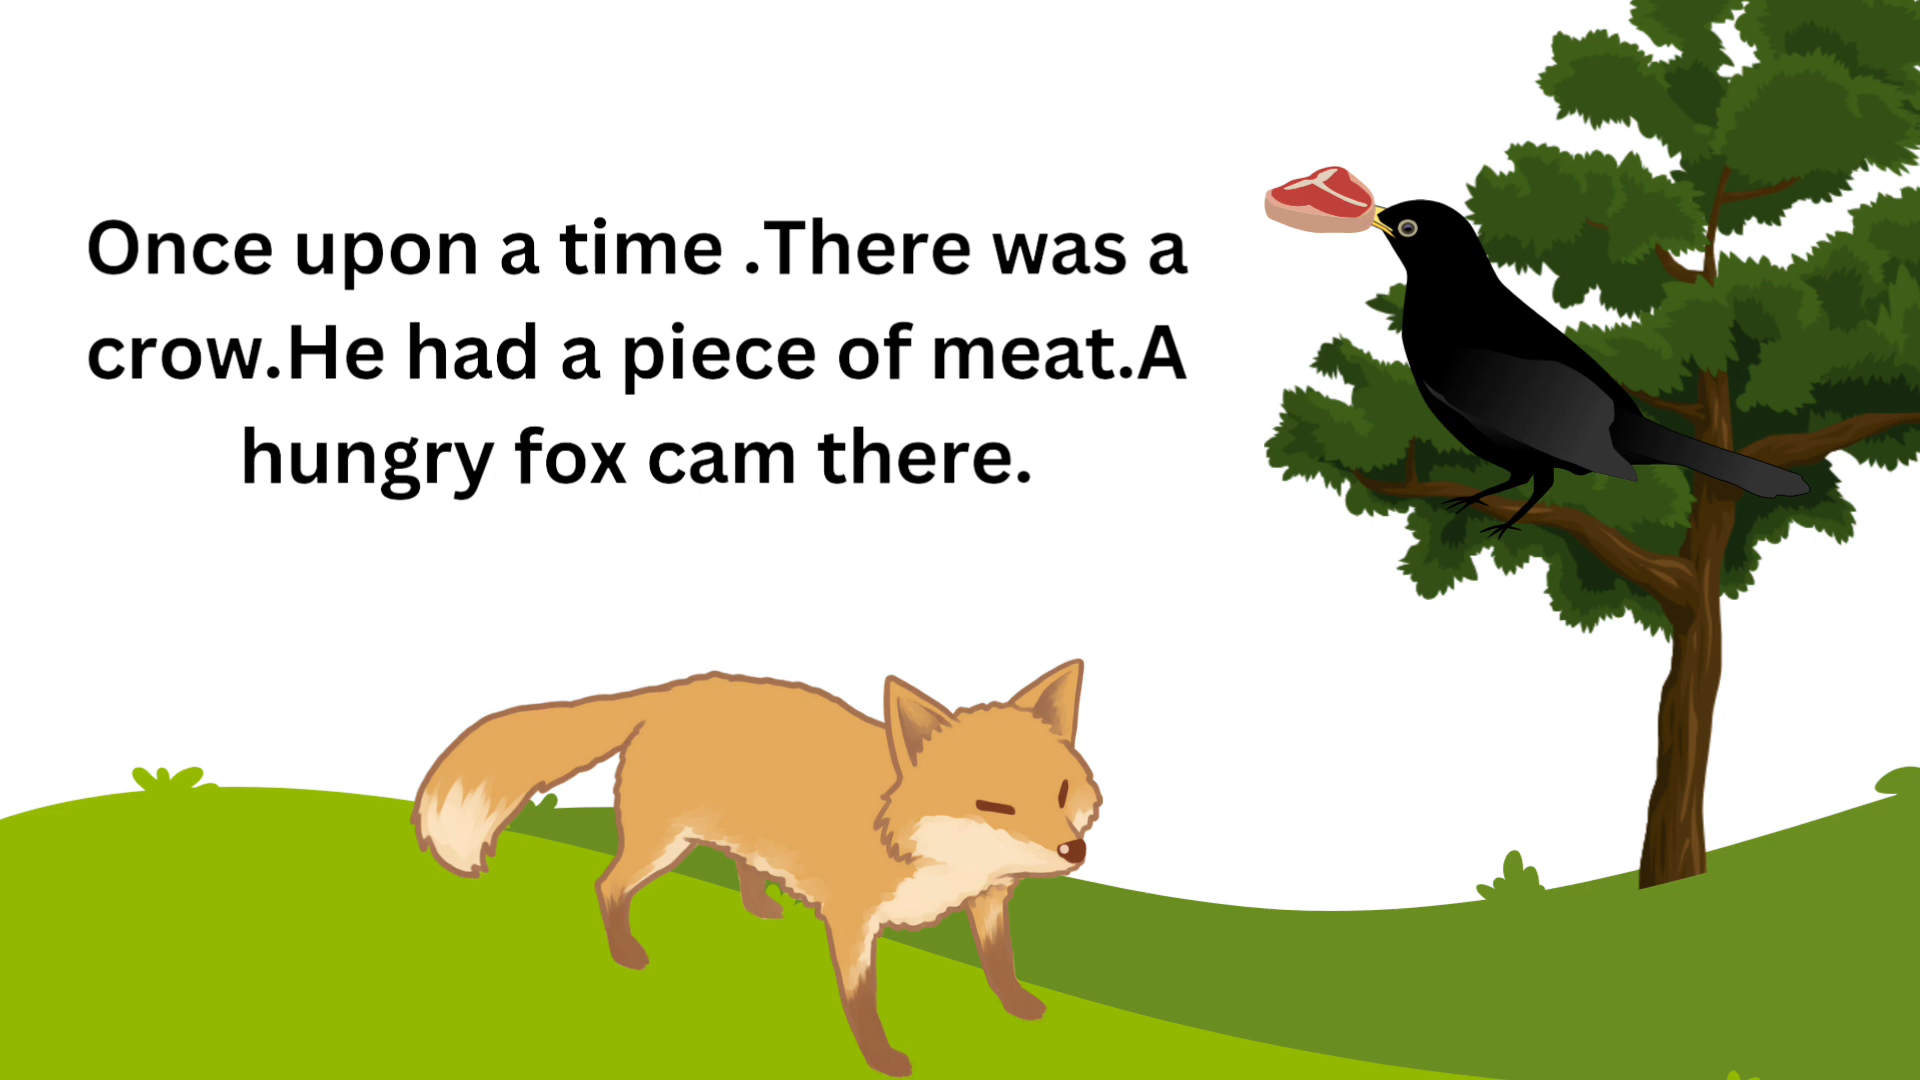 Once upon a time .There was a
crow.He had a piece of meat.A
hungry fox cam there.